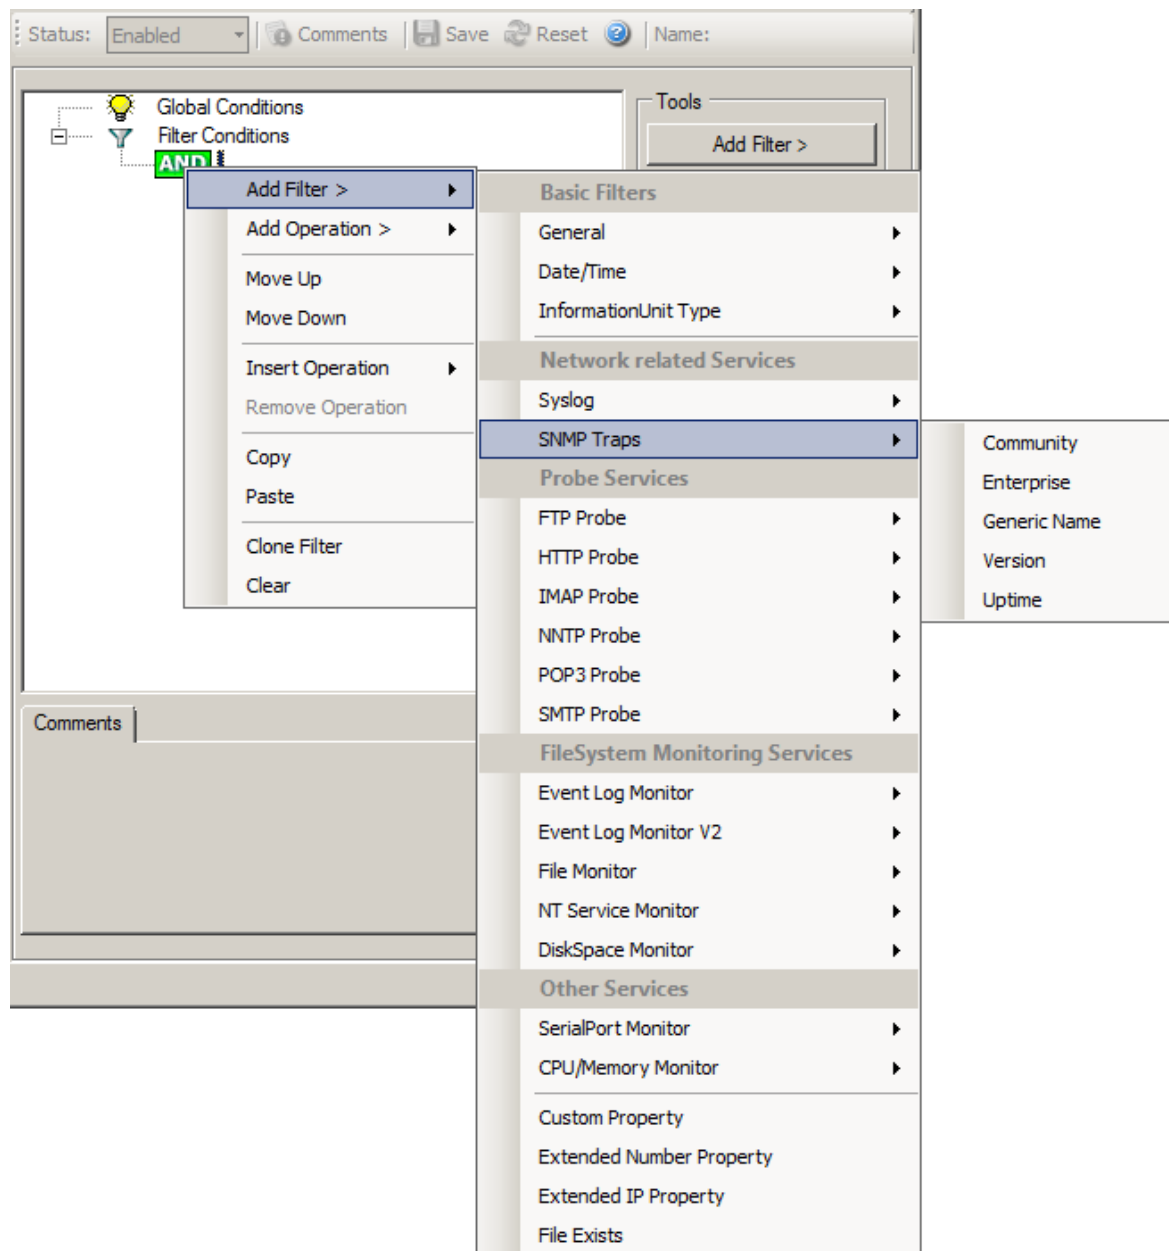 Status: Enabled Comments Save Reset Name:
Global Conditions
Filter Conditions
AND
Tools
Add Filter >
Add Filter >
Add Operation >
Move Up
Move Down
Insert Operation
Remove Operation
Copy
Paste
Clone Filter
Clear
Basic Filters
General
Date/Time
InformationUnit Type
Network related Services
Syslog
SNMP Traps
Probe Services
FTP Probe
HTTP Probe
IMAP Probe
NNTP Probe
POP3 Probe
SMTP Probe
FileSystem Monitoring Services
Event Log Monitor
Event Log Monitor V2
File Monitor
NT Service Monitor
DiskSpace Monitor
Other Services
SerialPort Monitor
CPU/Memory Monitor
Custom Property
Extended Number Property
Extended IP Property
File Exists
Community
Enterprise
Generic Name
Version
Uptime
Comments